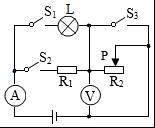 S₁ L S₃
S₂ P
R₁ R₂
A V